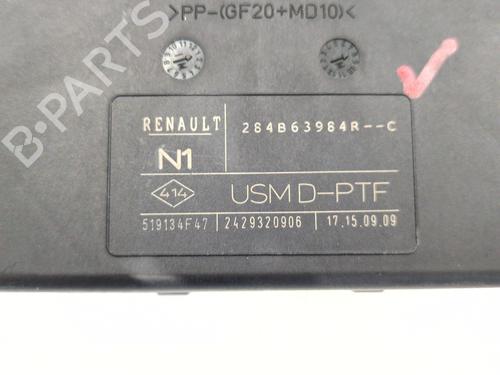 >PP-(GF20+MD10)<
B-PARTS
RENAULT 284B63984R--C
N1
414 USM D-PTF
519134F47 2429320906 17.15.09.09